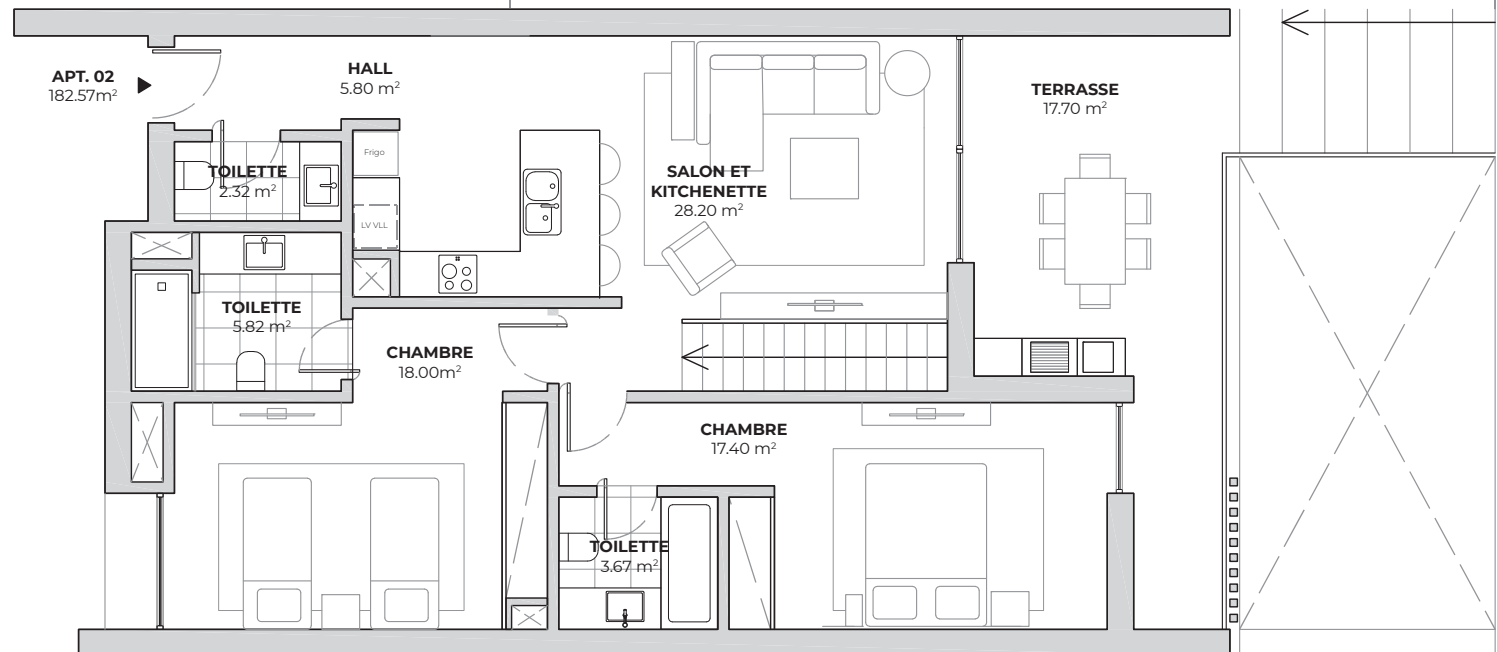 APT. 02
182.57m²
HALL
5.80 m²
TERRASSE
17.70 m²
Frigo
TOILETTE
2.32 m²
SALON ET
KITCHENETTE
28.20 m²
LV VLL
TOILETTE
5.82 m²
CHAMBRE
18.00m²
CHAMBRE
17.40 m²
TOILETTE
3.67 m²